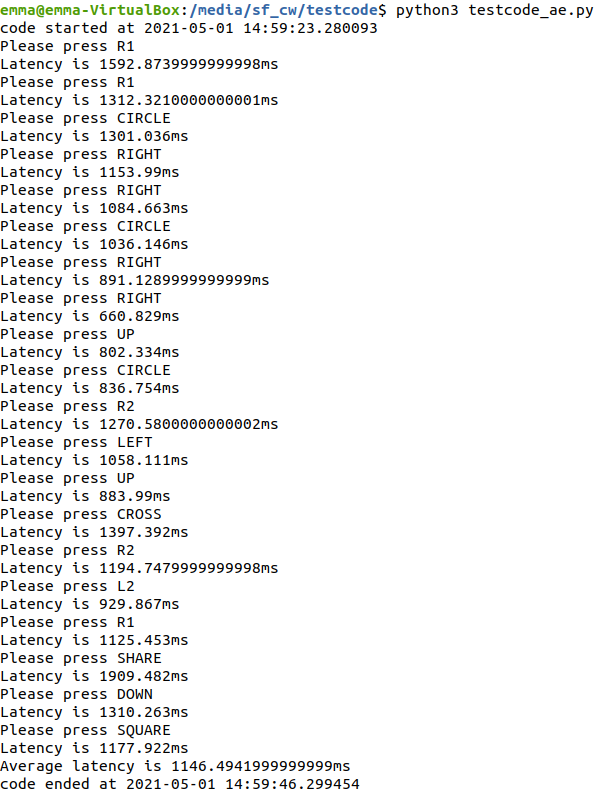 emma@emma-VirtualBox:/media/sf_cw/testcode$ python3 testcode_ae.py
code started at 2021-05-01 14:59:23.280093
Please press R1
Latency is 1592.8739999999998ms
Please press R1
Latency is 1312.3210000000001ms
Please press CIRCLE
Latency is 1301.036ms
Please press RIGHT
Latency is 1153.99ms
Please press RIGHT
Latency is 1084.663ms
Please press CIRCLE
Latency is 1036.146ms
Please press RIGHT
Latency is 891.1289999999999ms
Please press RIGHT
Latency is 660.829ms
Please press UP
Latency is 802.334ms
Please press CIRCLE
Latency is 836.754ms
Please press R2
Latency is 1270.5800000000002ms
Please press LEFT
Latency is 1058.111ms
Please press UP
Latency is 883.99ms
Please press CROSS
Latency is 1397.392ms
Please press R2
Latency is 1194.7479999999998ms
Please press L2
Latency is 929.867ms
Please press R1
Latency is 1125.453ms
Please press SHARE
Latency is 1909.482ms
Please press DOWN
Latency is 1310.263ms
Please press SQUARE
Latency is 1177.922ms
Average latency is 1146.4941999999999ms
code ended at 2021-05-01 14:59:46.299454